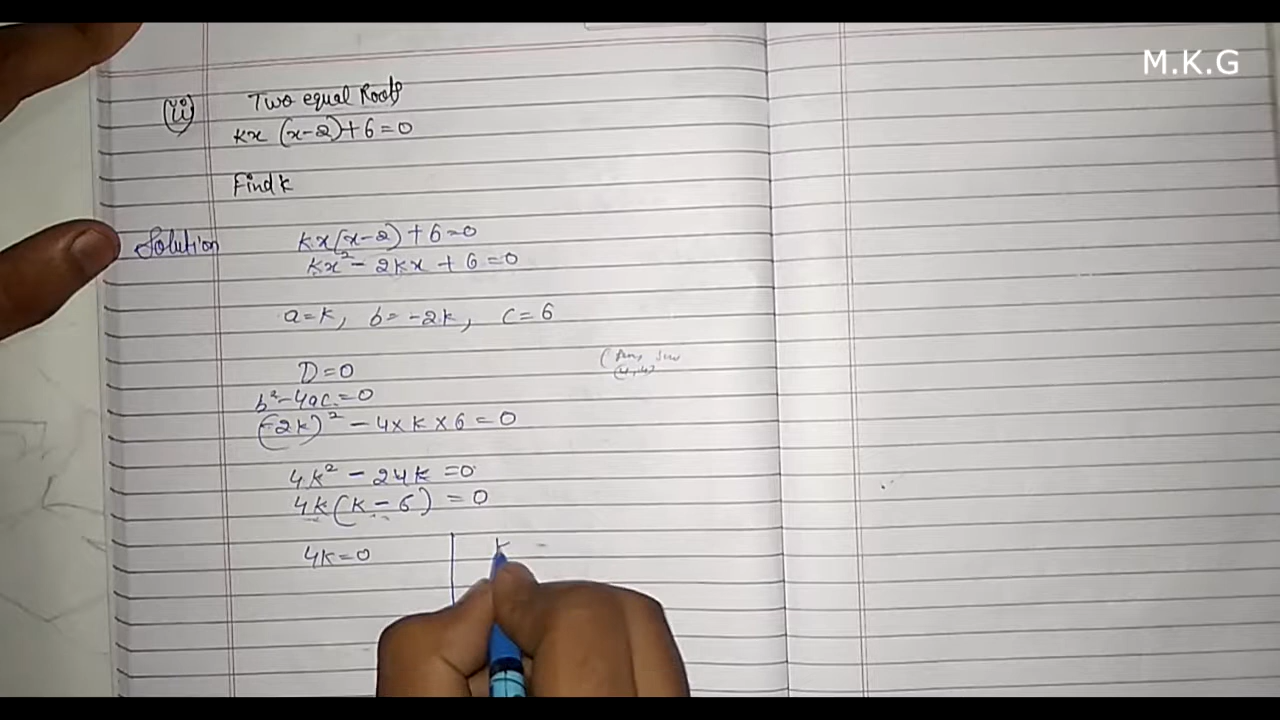 M.K.G
(ii) Two equal Roots
kx (x-2)+6=0
Find k
Solution kx(x-2)+6=0
kx²-2kx+6=0
a=k, b=-2k, c=6
D=0
b²-4ac=0
(-2k)²-4×k×6=0
4k²-24k=0
4k(k-6)=0
4k=0 k